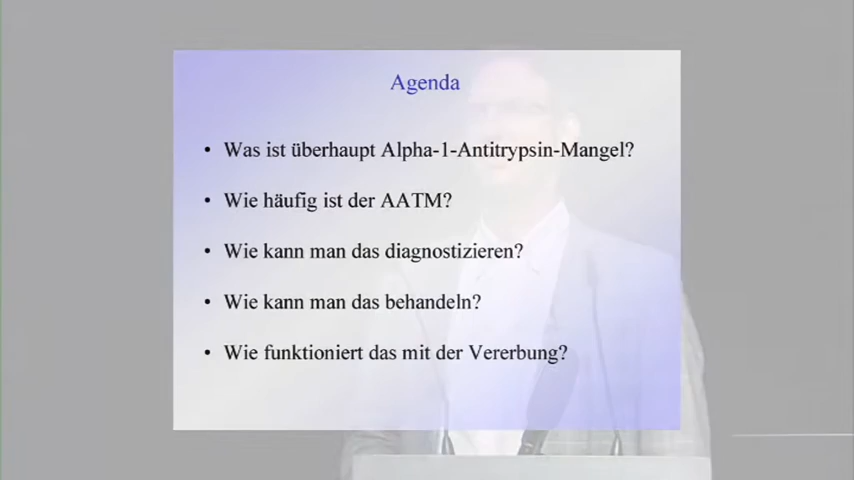 Agenda
• Was ist überhaupt Alpha-1-Antitrypsin-Mangel?
• Wie häufig ist der AATM?
• Wie kann man das diagnostizieren?
• Wie kann man das behandeln?
• Wie funktioniert das mit der Vererbung?